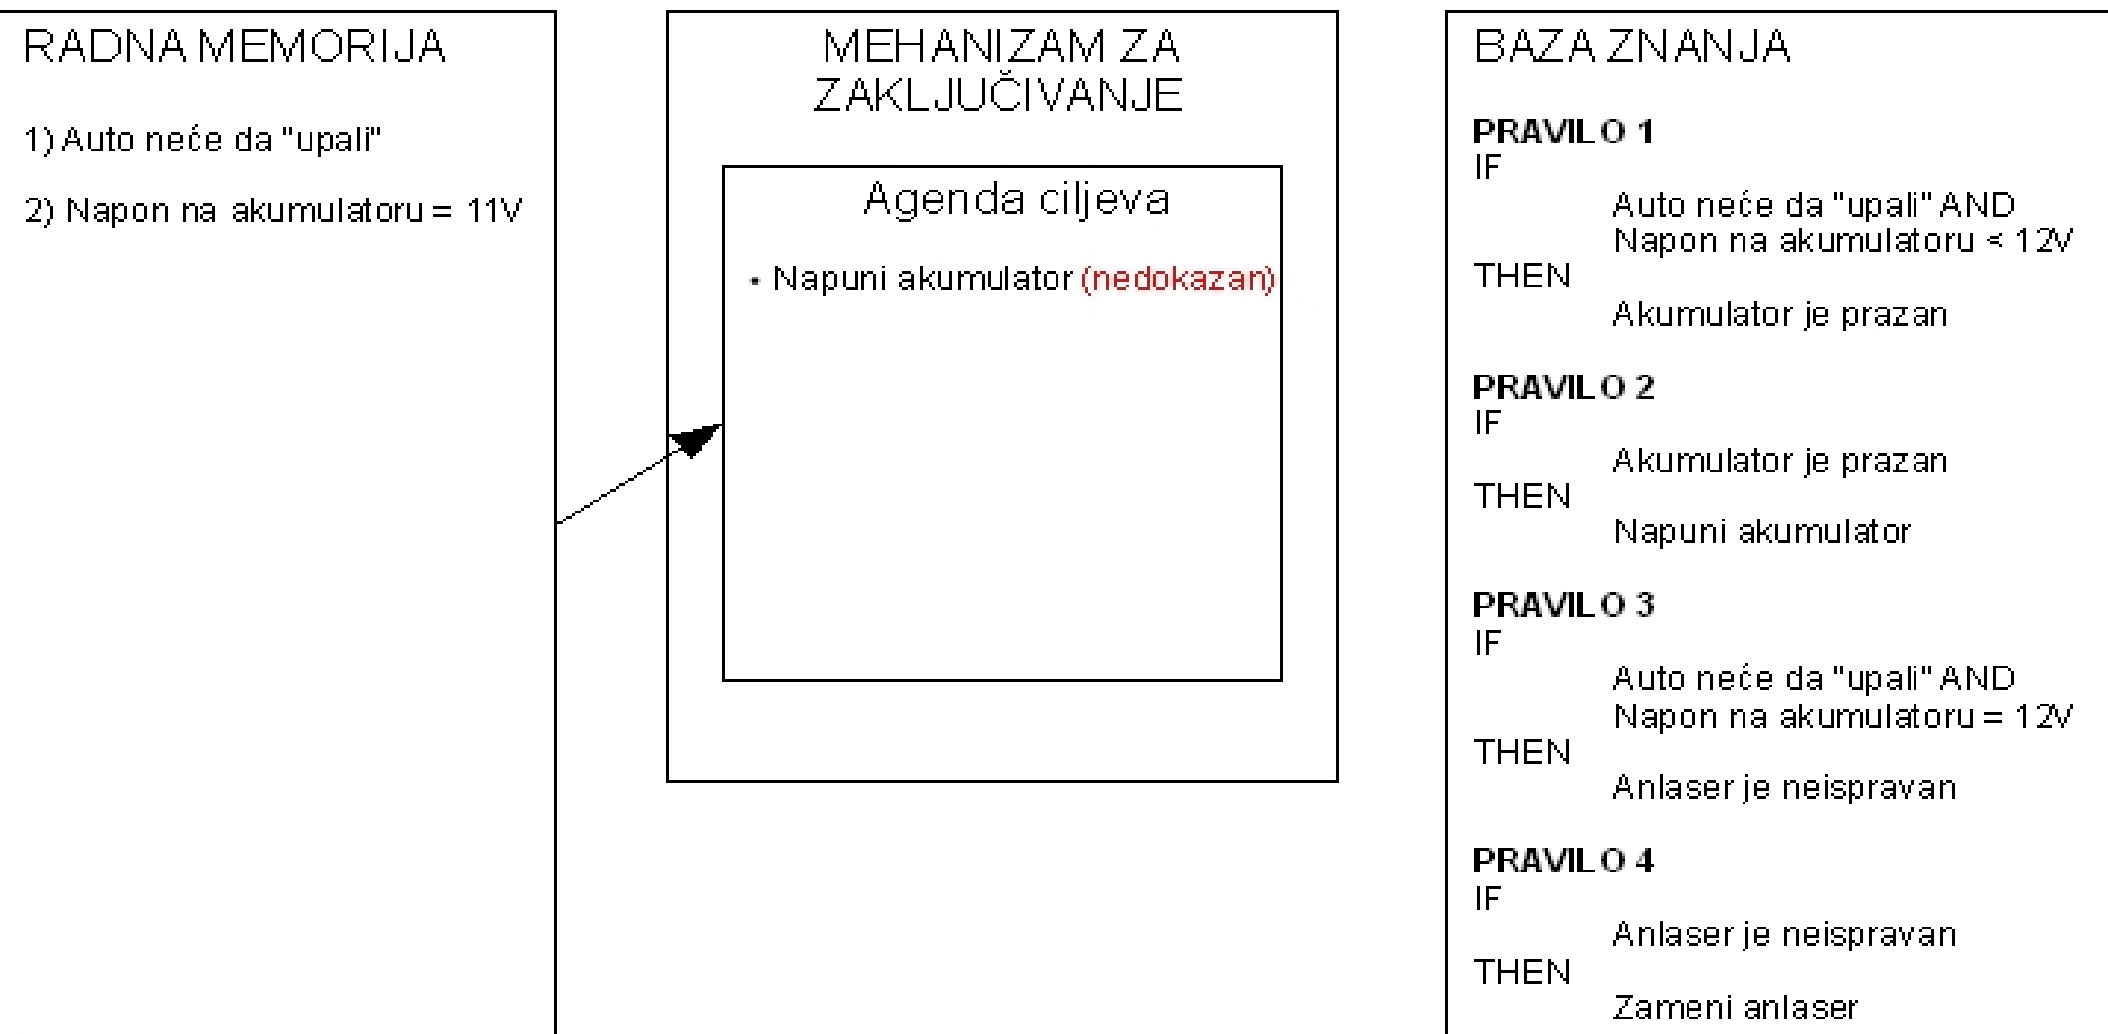 RADNA MEMORIJA
1) Auto neće da "upali"
2) Napon na akumulatoru = 11V
MEHANIZAM ZA
ZAKLJUČIVANJE
Agenda ciljeva
• Napuni akumulator (nedokazan)
BAZA ZNANJA
PRAVILO 1
IF
Auto neće da "upali" AND
Napon na akumulatoru < 12V
THEN
Akumulator je prazan
PRAVILO 2
IF
Akumulator je prazan
THEN
Napuni akumulator
PRAVILO 3
IF
Auto neće da "upali" AND
Napon na akumulatoru = 12V
THEN
Anlaser je neispravan
PRAVILO 4
IF
Anlaser je neispravan
THEN
Zameni anlaser